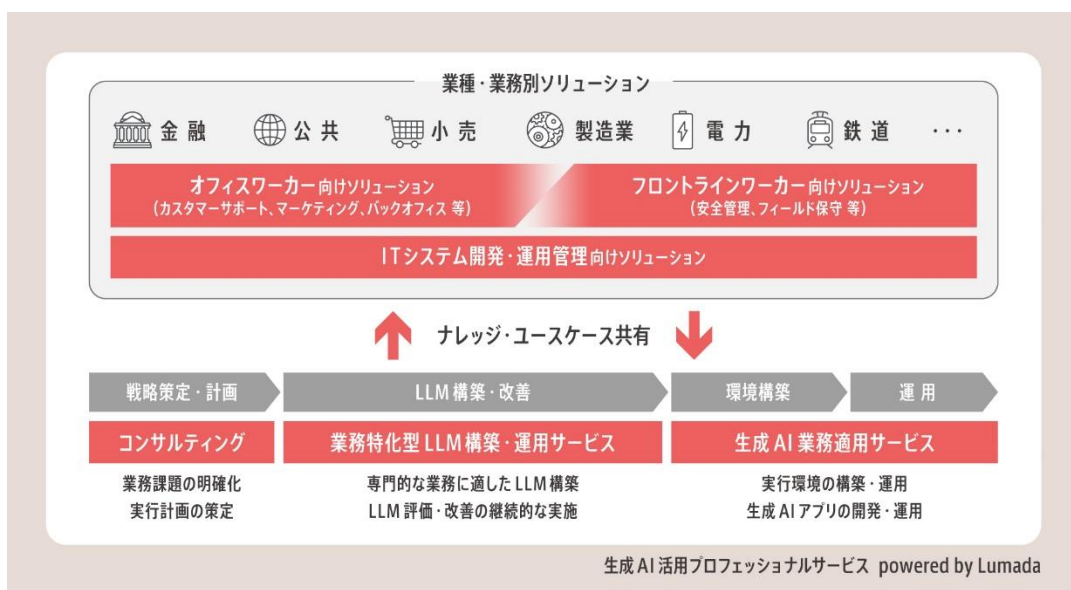 業種・業務別ソリューション
金融 公共 小売 製造業 電力 鉄道 ・・・
オフィスワーカー向けソリューション
(カスタマーサポート、マーケティング、バックオフィス 等)
フロントラインワーカー向けソリューション
(安全管理、フィールド保守 等)
ITシステム開発・運用管理向けソリューション
ナレッジ・ユースケース共有
戦略策定・計画 LLM構築・改善 環境構築 運用
コンサルティング 業務特化型LLM構築・運用サービス 生成AI業務適用サービス
業務課題の明確化
実行計画の策定
専門的な業務に適したLLM構築
LLM評価・改善の継続的な実施
実行環境の構築・運用
生成AIアプリの開発・運用
生成AI活用プロフェッショナルサービス powered by Lumada